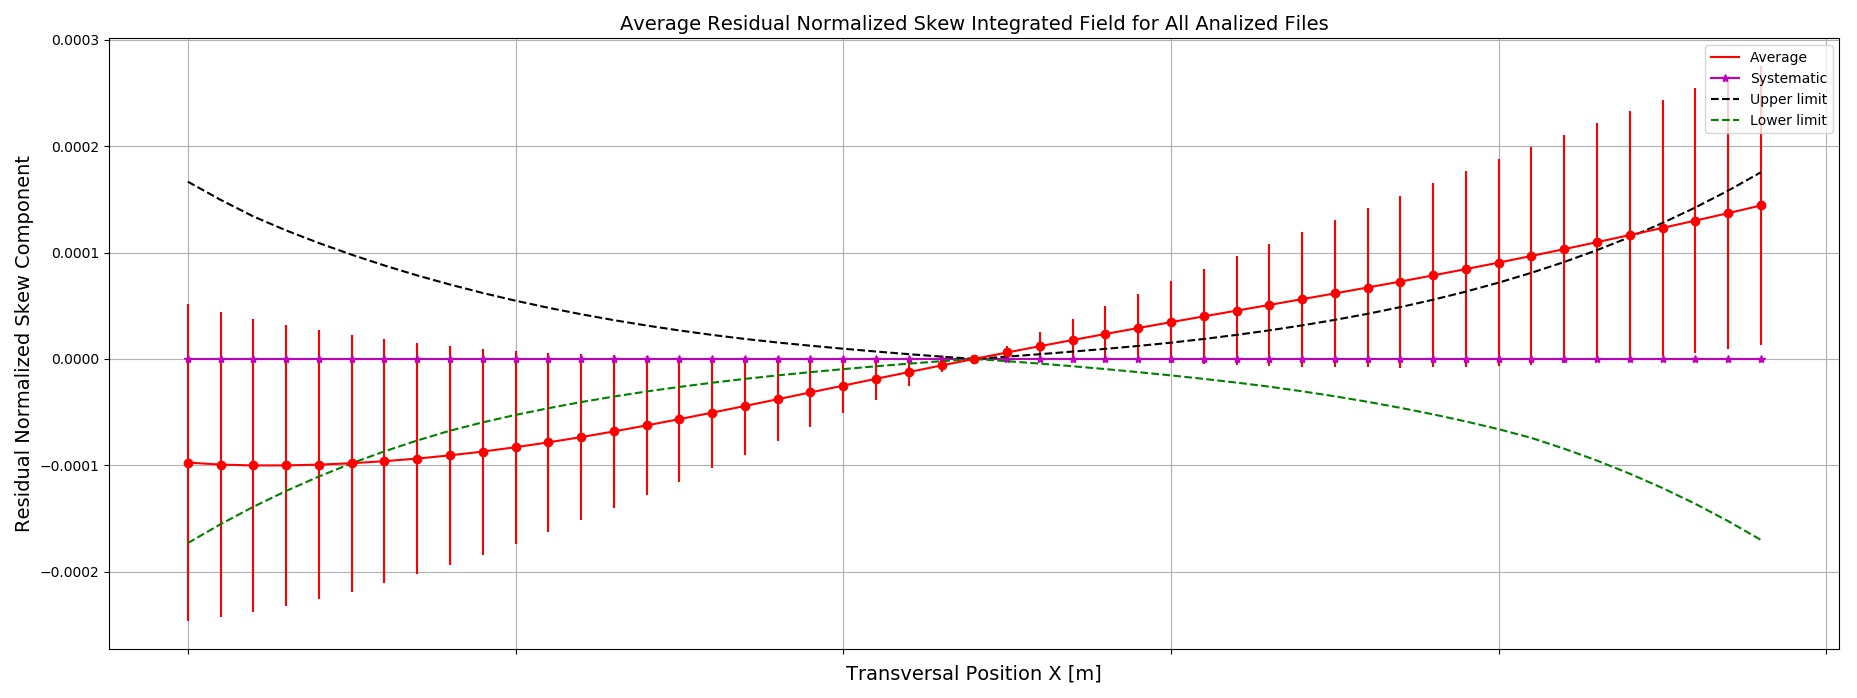 Average Residual Normalized Skew Integrated Field for All Analized Files
Residual Normalized Skew Component
0.0003
0.0002
0.0001
0.0000
−0.0001
−0.0002
Average
Systematic
Upper limit
Lower limit
Transversal Position X [m]